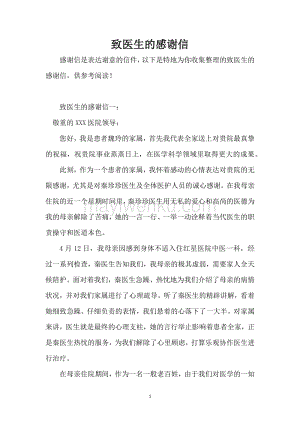 致医生的感谢信
感谢信是表达谢意的信件,以下是特地为你收集整理的致医生的
感谢信,供参考阅读!
致医生的感谢信一:
敬重的 XXX 医院领导:
您好,我是患者魏玲的家属,首先我代表全家送上对贵院最真挚
的祝福,祝贵院事业蒸蒸日上,在医学科学领域里取得更大的成果。
此刻,作为一个患者的家属,我怀着感动的心情表达对贵院的无
限感谢,尤其是对秦珍珍医生及全体医护人员的诚心感谢。在我母亲
住院的近一个星期时间里,秦珍珍医生用无私的爱心和高尚的医德为
我的母亲解除了苦痛,她的一言一行、一举一动诠释着当代医生的职
责操守和医道本色。
4 月 12 日,我母亲因感到身体不适入住红星医院中医一科,经
过一系列检查,秦医生告知我们,我母亲的极其虚弱,需要家人全天
候陪护。面对着我们,秦医生急躁、热忱地为我们介绍了母亲的病情
状况,并对我们家属进行了心理疏导,听了秦医生的精辟讲解,看着
她细致急躁、仔细负责的表情,我们悬着的心落下了一大半。对家属
来讲,医生就是最终的心理支柱,她的言行举止影响着患者全家,正
是秦医生热忱的服务,为我们解除了心里顾虑,打算乐观协作医生进
行治疗。
在母亲住院期间,作为一名一般老百姓,由于我们对医学的一知
1